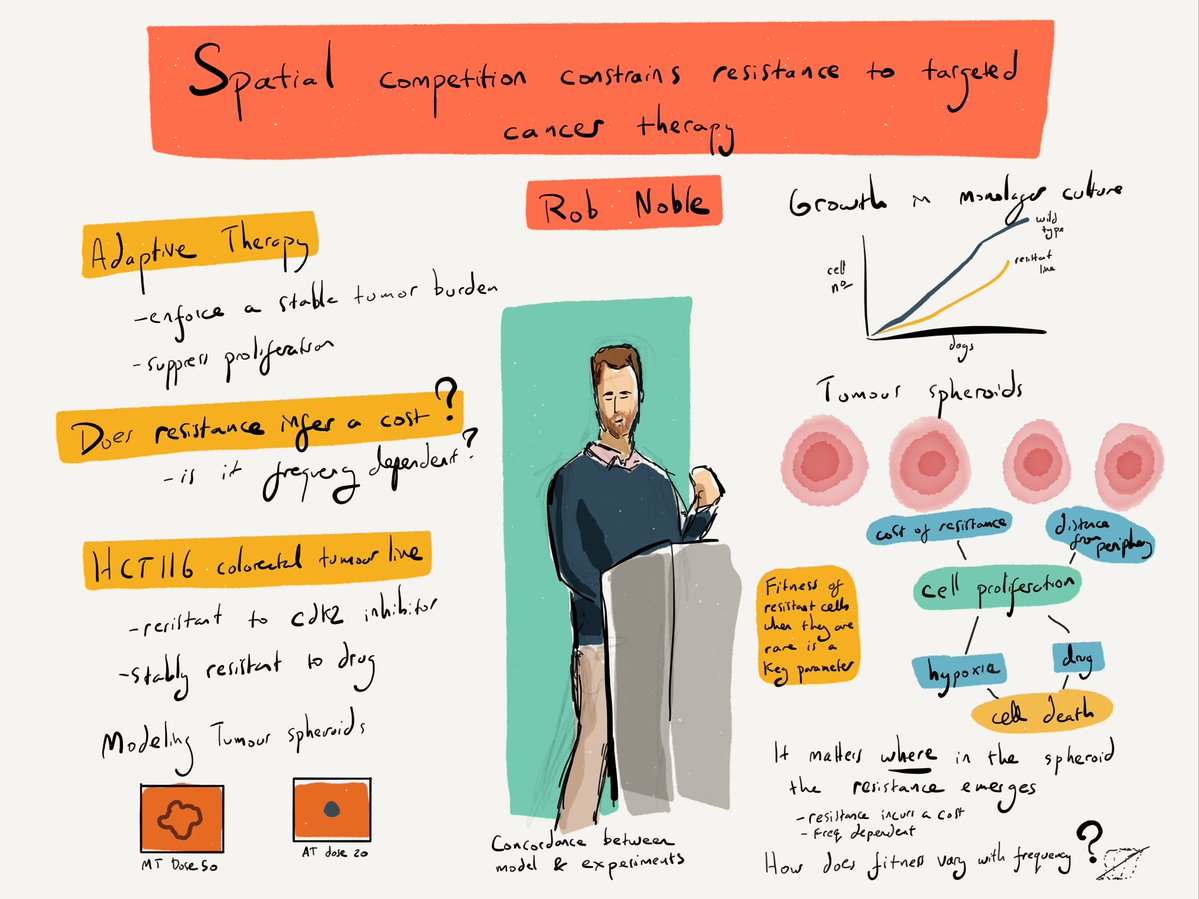 Spatial competition constrains resistance to targeted
cancer therapy
Rob Noble
Adaptive Therapy
-enforce a stable tumor burden
-suppress proliferation
Does resistance infer a cost?
-is it frequency dependent?
HCT116 colorectal tumour line
-resistant to cdk2 inhibitor
-stably resistant to drug
Modeling Tumour spheroids
MT Dose 50
AT dose 20
Concordance between
model & experiments
Growth in monolayer culture
cell
no
wild
type
resistant
line
days
Tumour spheroids
cost of resistance
distance
from periphery
cell proliferation
hypoxia
drug
cell death
Fitness of
resistant cells
when they are
rare is a
key parameter
It matters where in the spheroid
the resistance emerges
-resistance incurs a cost
-freq dependent
How does fitness vary with frequency?